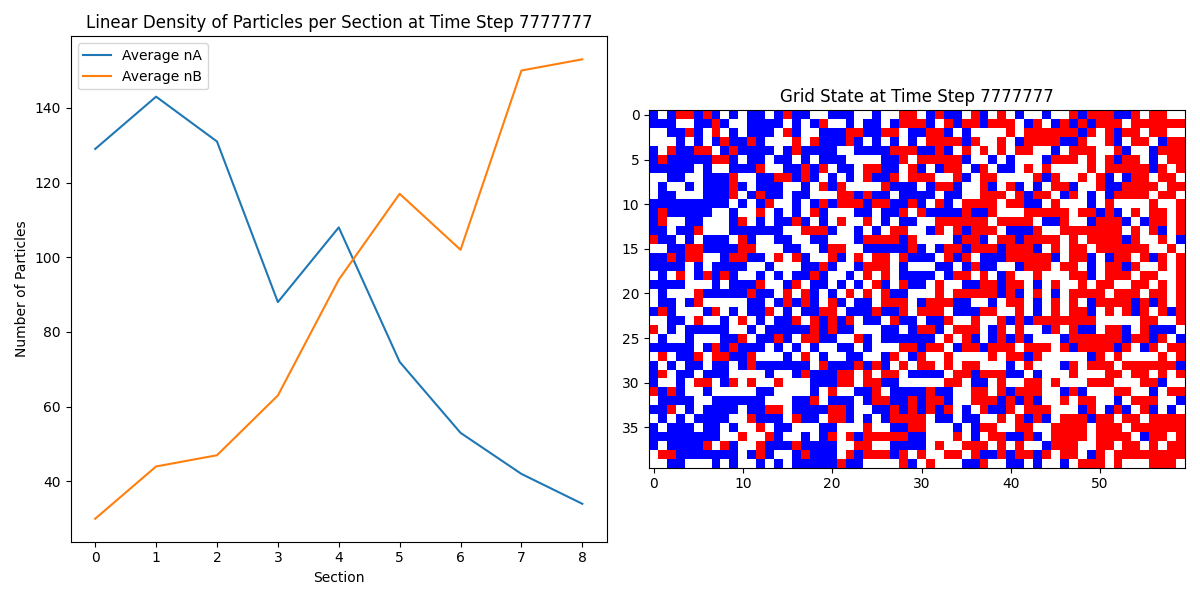 Linear Density of Particles per Section at Time Step 7777777
Average nA
Average nB
140
120
100
80
60
40
Number of Particles
0 1 2 3 4 5 6 7 8
Section
Grid State at Time Step 7777777
0
5
10
15
20
25
30
35
0 10 20 30 40 50